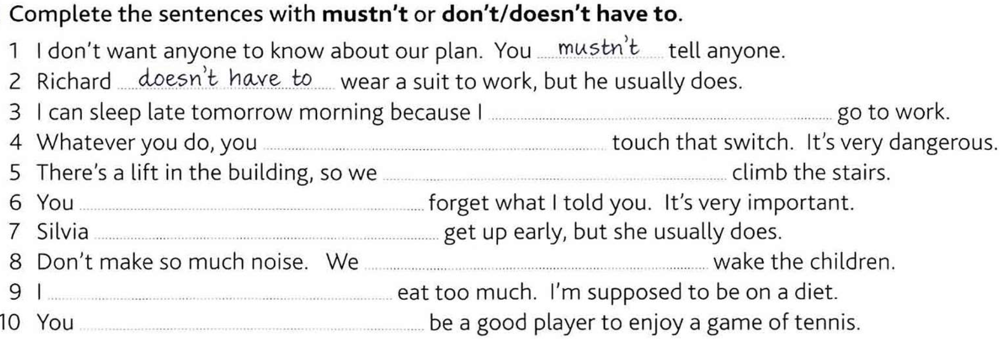 Complete the sentences with mustn't or don't/doesn't have to.
1 I don't want anyone to know about our plan. You mustn't tell anyone.
2 Richard doesn't have to wear a suit to work, but he usually does.
3 I can sleep late tomorrow morning because I ........ go to work.
4 Whatever you do, you ........ touch that switch. It's very dangerous.
5 There's a lift in the building, so we ........ climb the stairs.
6 You ........ forget what I told you. It's very important.
7 Silvia ........ get up early, but she usually does.
8 Don't make so much noise. We ........ wake the children.
9 I ........ eat too much. I'm supposed to be on a diet.
10 You ........ be a good player to enjoy a game of tennis.